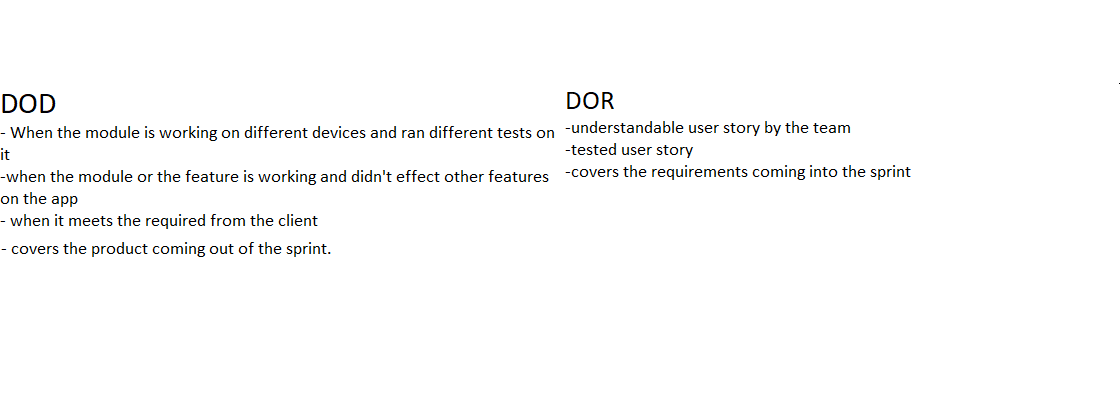 DOD
- When the module is working on different devices and ran different tests on
it
-when the module or the feature is working and didn't effect other features
on the app
- when it meets the required from the client
- covers the product coming out of the sprint.
DOR
-understandable user story by the team
-tested user story
-covers the requirements coming into the sprint